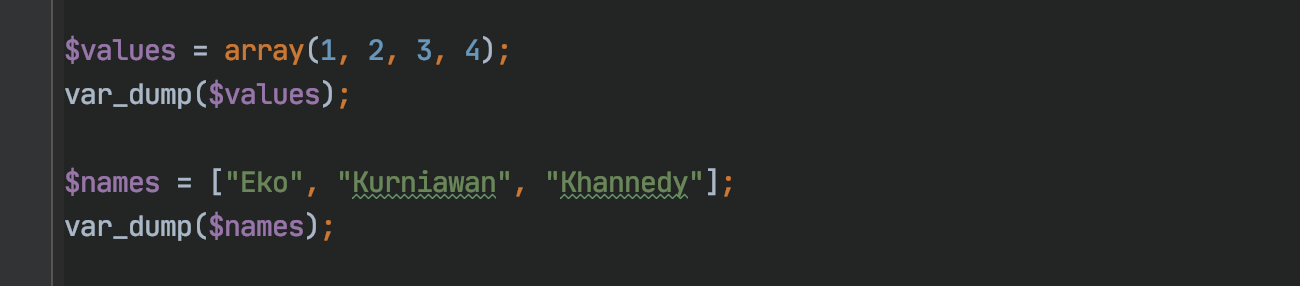 $values = array(1, 2, 3, 4);
var_dump($values);
$names = ["Eko", "Kurniawan", "Khannedy"];
var_dump($names);